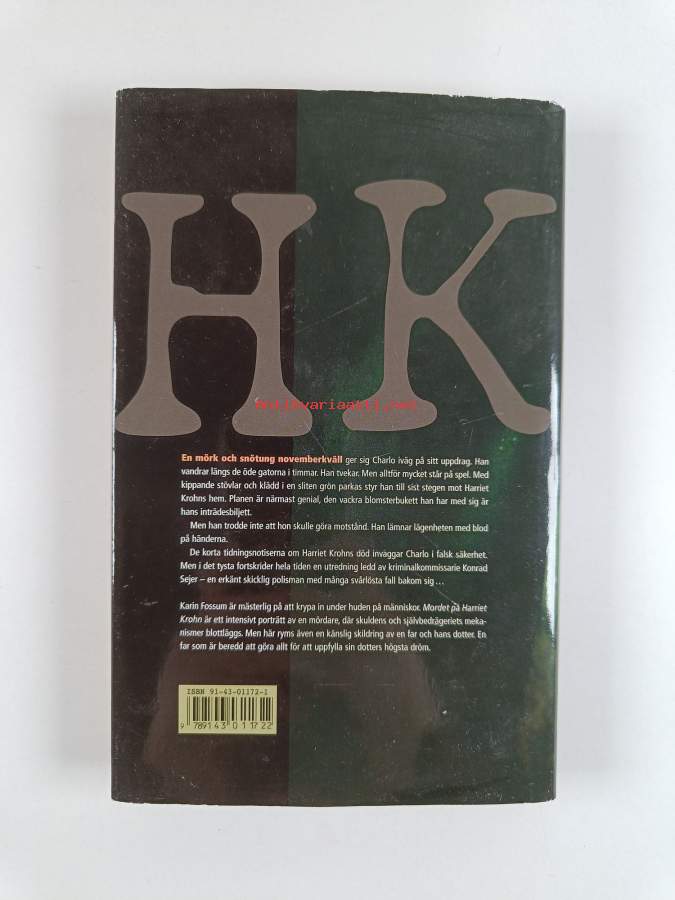 HK
antikvariaatti.net
En mörk och snötung novemberkväll ger sig Charlo iväg på sitt uppdrag. Han
vandrar längs de öde gatorna i timmar. Han tvekar. Men alltför mycket står på spel. Med
kippande stövlar och klädd i en sliten grön parkas styr han till sist stegen mot Harriet
Krohns hem. Planen är närmast genial, den vackra blomsterbukett han har med sig är
hans inträdesbiljett.
Men han trodde inte att hon skulle göra motstånd. Han lämnar lägenheten med blod
på händerna.
De korta tidningsnotiserna om Harriet Krohns död invaggar Charlo i falsk säkerhet.
Men i det tysta fortskrider hela tiden en utredning ledd av kriminalkommissarie Konrad
Sejer – en erkänt skicklig polisman med många svårlösta fall bakom sig ...
Karin Fossum är mästerlig på att krypa in under huden på människor. Mordet på Harriet
Krohn är ett intensivt porträtt av en mördare, där skuldens och självbedrägeriets meka-
nismer blottläggs. Men här ryms även en känslig skildring av en far och hans dotter. En
far som är beredd att göra allt för att uppfylla sin dotters högsta dröm.
ISBN 91-43-01172-1
9 789143 011722